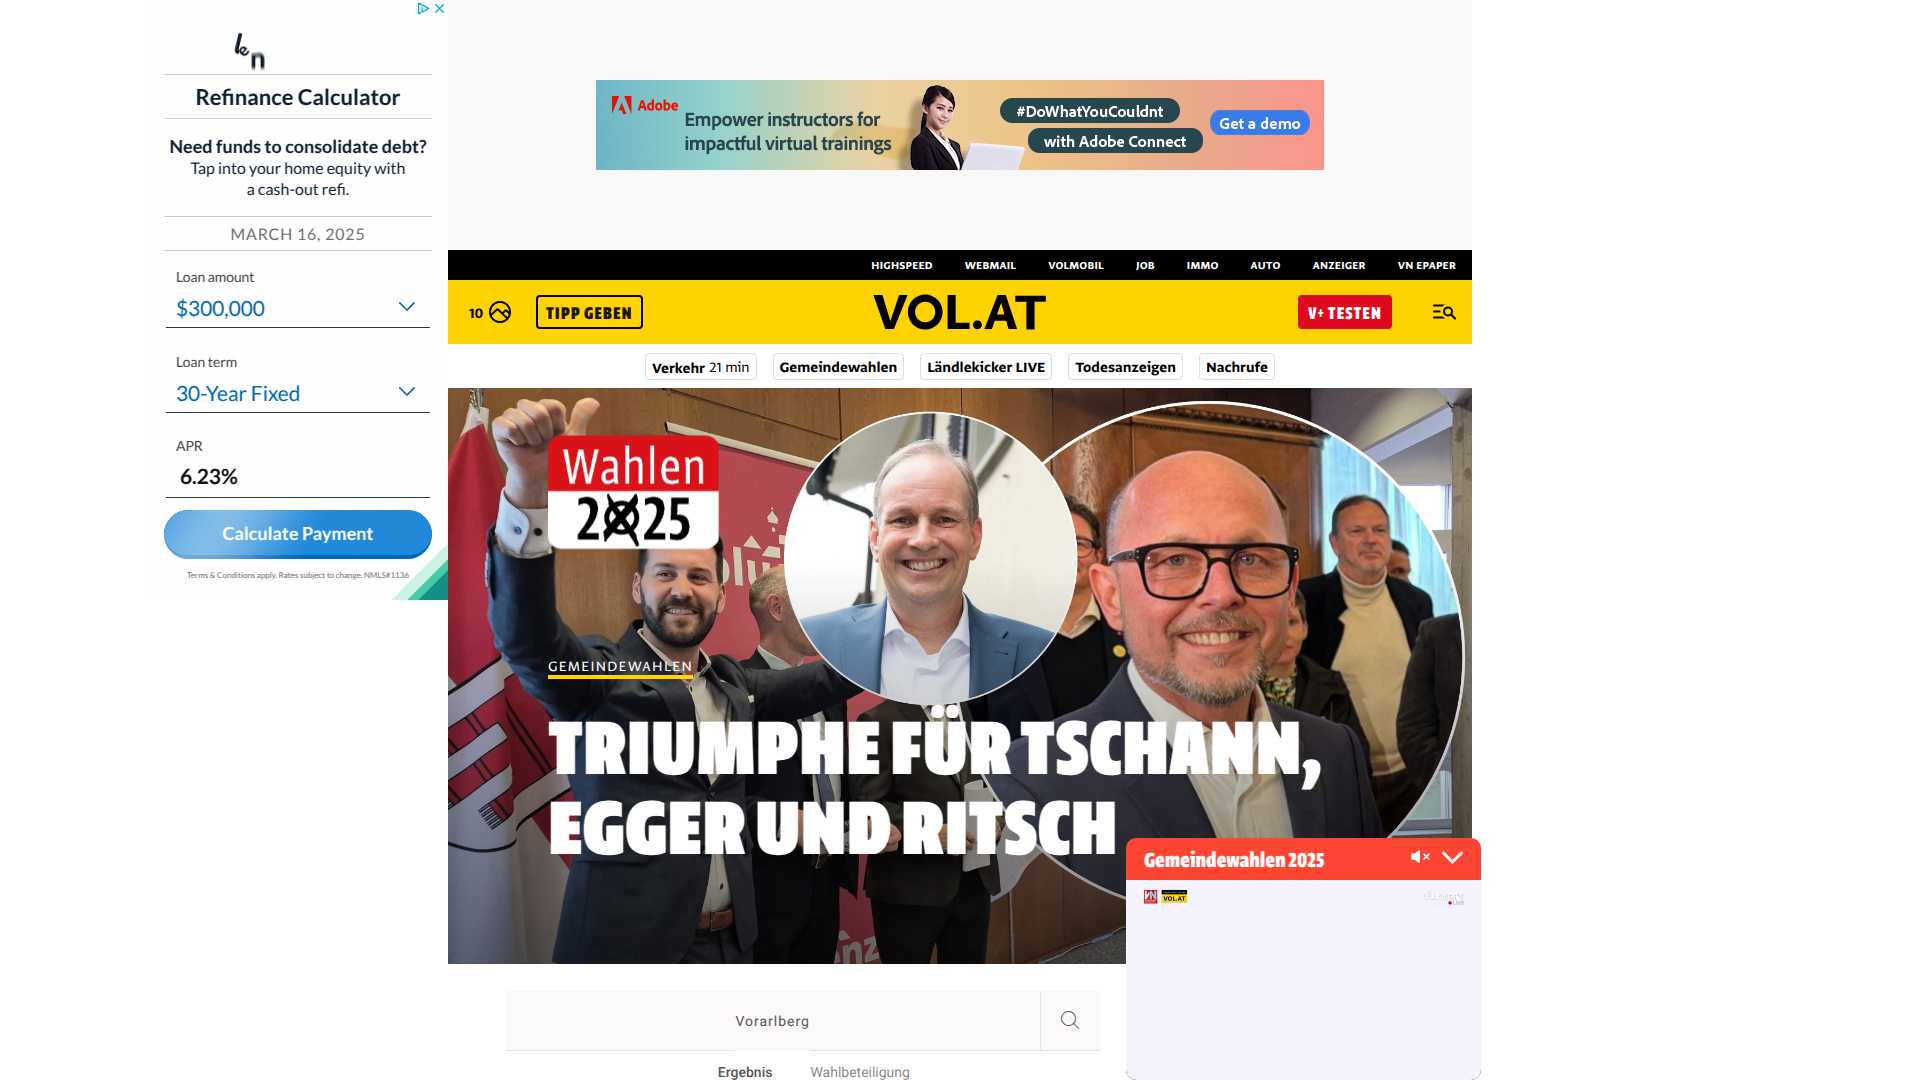 Refinance Calculator
Need funds to consolidate debt?
Tap into your home equity with
a cash-out refi.
MARCH 16, 2025
Loan amount
$300,000
Loan term
30-Year Fixed
APR
6.23%
Calculate Payment
Terms & Conditions apply. Rates subject to change. NMLS#1136
Adobe
Empower instructors for
impactful virtual trainings
#DoWhatYouCouldnt
with Adobe Connect
Get a demo
HIGHSPEED WEBMAIL VOLMOBIL JOB IMMO AUTO ANZEIGER VN EPAPER
10 TIPP GEBEN VOL.AT V+ TESTEN
Verkehr 21 min Gemeindewahlen Ländlekicker LIVE Todesanzeigen Nachrufe
Wahlen
2025
GEMEINDEWAHLEN
TRIUMPHE FÜR TSCHANN,
EGGER UND RITSCH
Gemeindewahlen 2025
VOL.AT
Vorarlberg
Ergebnis Wahlbeteiligung